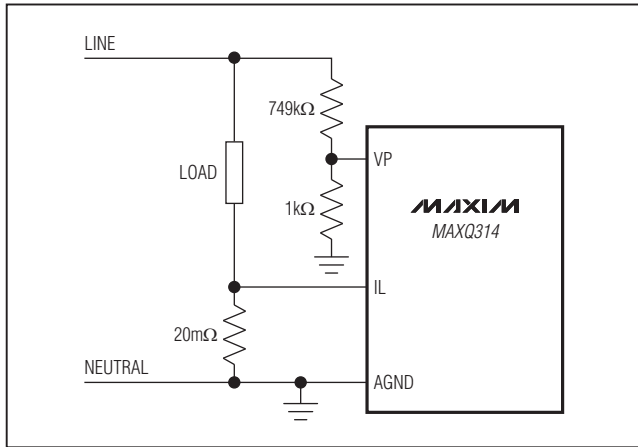 LINE
749kΩ
VP
LOAD
MAXIM
MAXQ314
1kΩ
IL
20mΩ
NEUTRAL
AGND